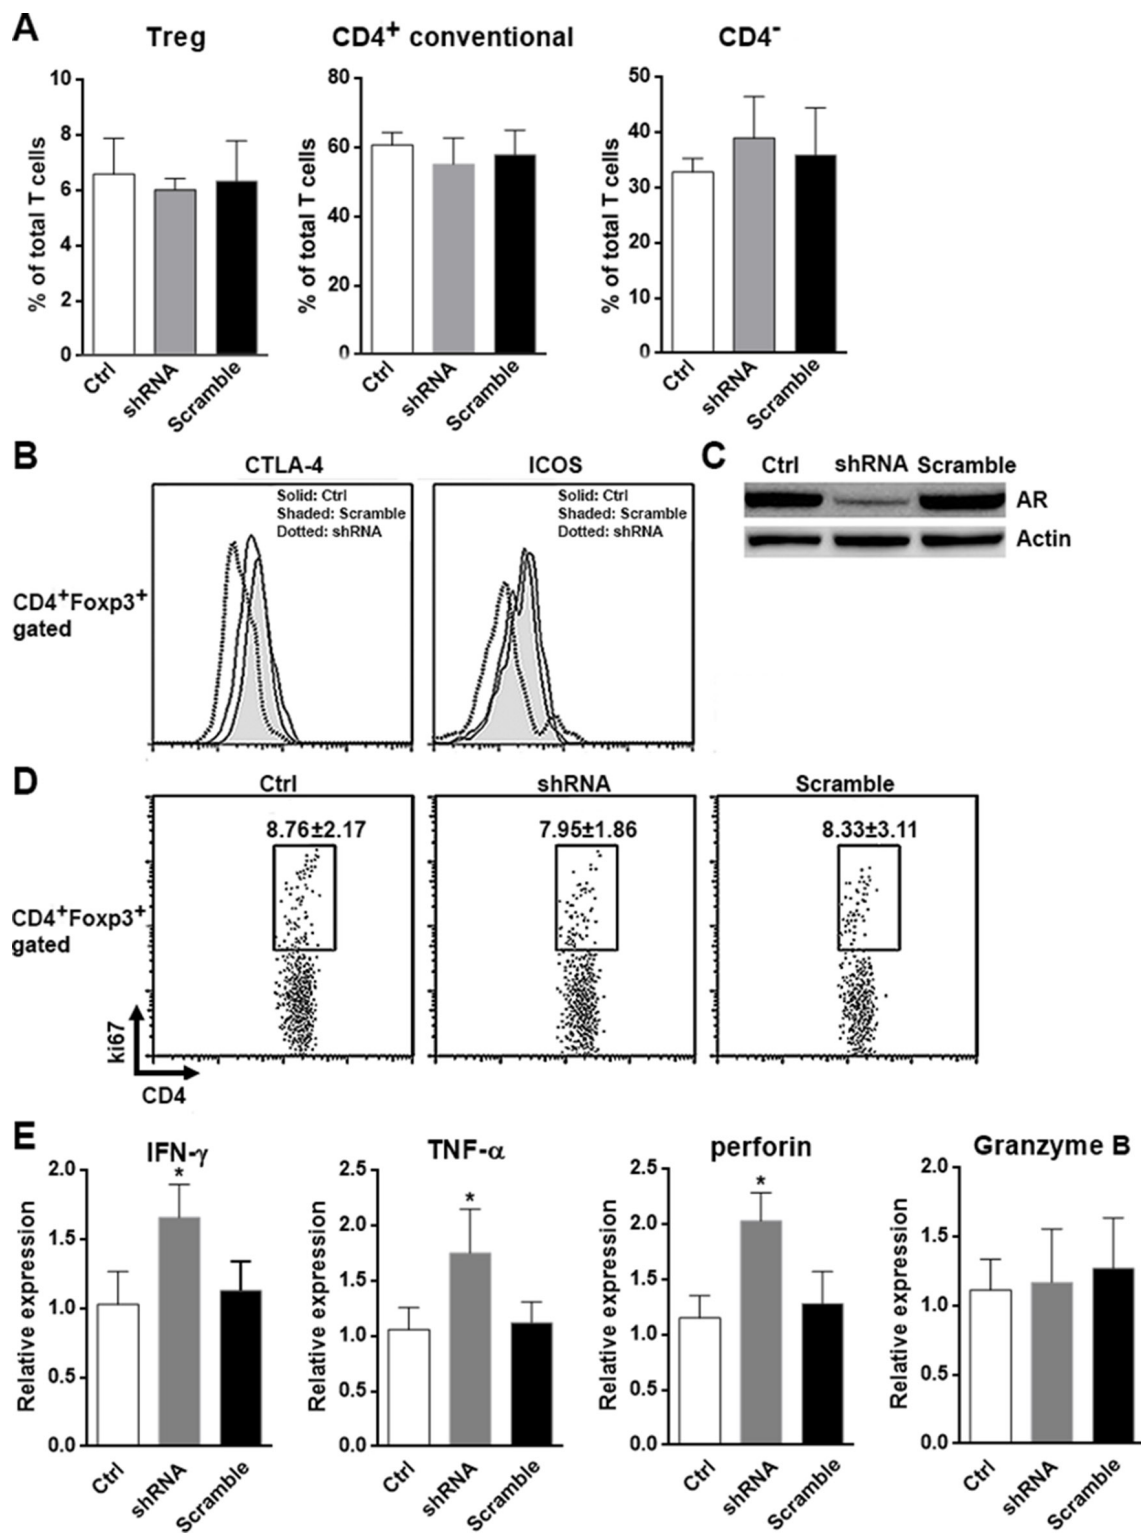 A
Treg
CD4+ conventional
CD4-
% of total T cells
10
8
6
4
2
0
Ctrl
shRNA
Scramble
% of total T cells
80
60
40
20
0
Ctrl
shRNA
Scramble
% of total T cells
50
40
30
20
10
0
Ctrl
shRNA
Scramble
B
CTLA-4
ICOS
CD4+Foxp3+
gated
Solid: Ctrl
Shaded: Scramble
Dotted: shRNA
Solid: Ctrl
Shaded: Scramble
Dotted: shRNA
C
Ctrl
shRNA
Scramble
AR
Actin
D
Ctrl
shRNA
Scramble
8.76±2.17
7.95±1.86
8.33±3.11
CD4+Foxp3+
gated
ki67
CD4
E
IFN-γ
*
Relative expression
2.0
1.5
1.0
0.5
0.0
Ctrl
shRNA
Scramble
TNF-α
*
Relative expression
2.5
2.0
1.5
1.0
0.5
0.0
Ctrl
shRNA
Scramble
perforin
*
Relative expression
2.5
2.0
1.5
1.0
0.5
0.0
Ctrl
shRNA
Scramble
Granzyme B
Relative expression
2.0
1.5
1.0
0.5
0.0
Ctrl
shRNA
Scramble